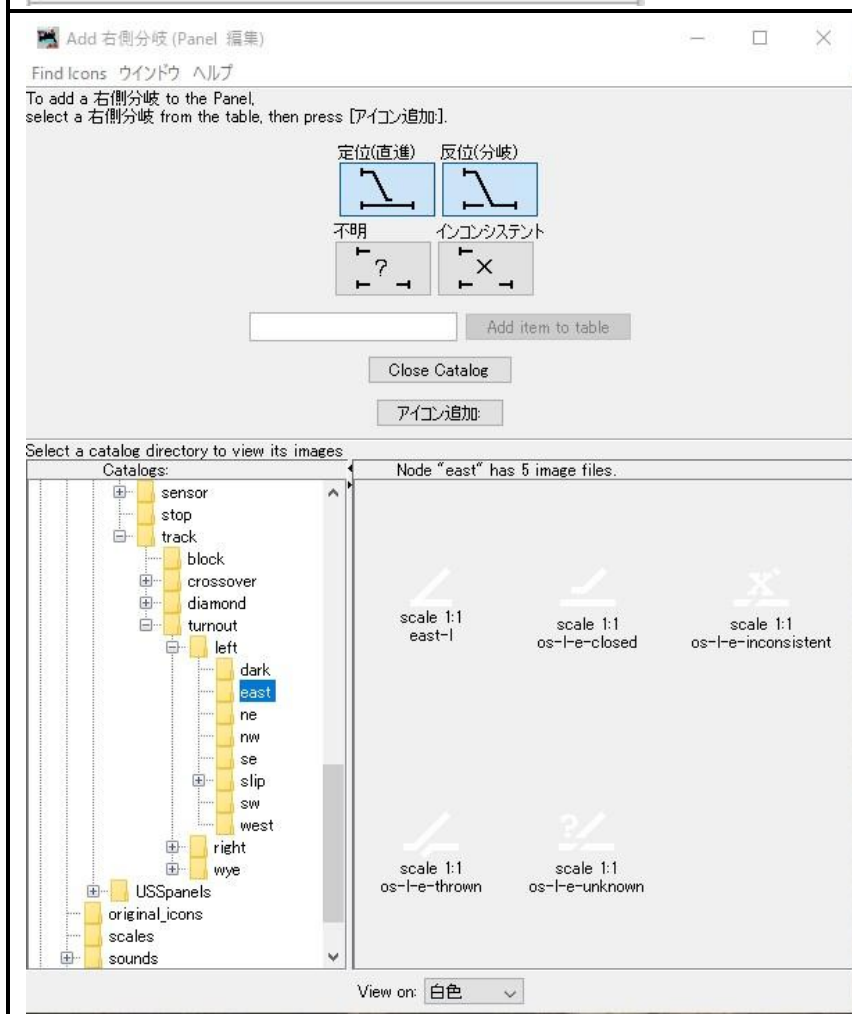 Add 右側分岐 (Panel 編集)
Find Icons ウインドウ ヘルプ
To add a 右側分岐 to the Panel,
select a 右側分岐 from the table, then press [アイコン追加:].
定位(直進) 反位(分岐)
不明 インコンシステント
?
×
Add item to table
Close Catalog
アイコン追加:
Select a catalog directory to view its images
Catalogs:
Node "east" has 5 image files.
sensor
stop
track
block
crossover
diamond
turnout
left
dark
east
ne
nw
se
slip
sw
west
right
wye
USSpanels
original_icons
scales
sounds
scale 1:1
east-l
scale 1:1
os-l-e-closed
X
scale 1:1
os-l-e-inconsistent
scale 1:1
os-l-e-thrown
?
scale 1:1
os-l-e-unknown
View on: 白色